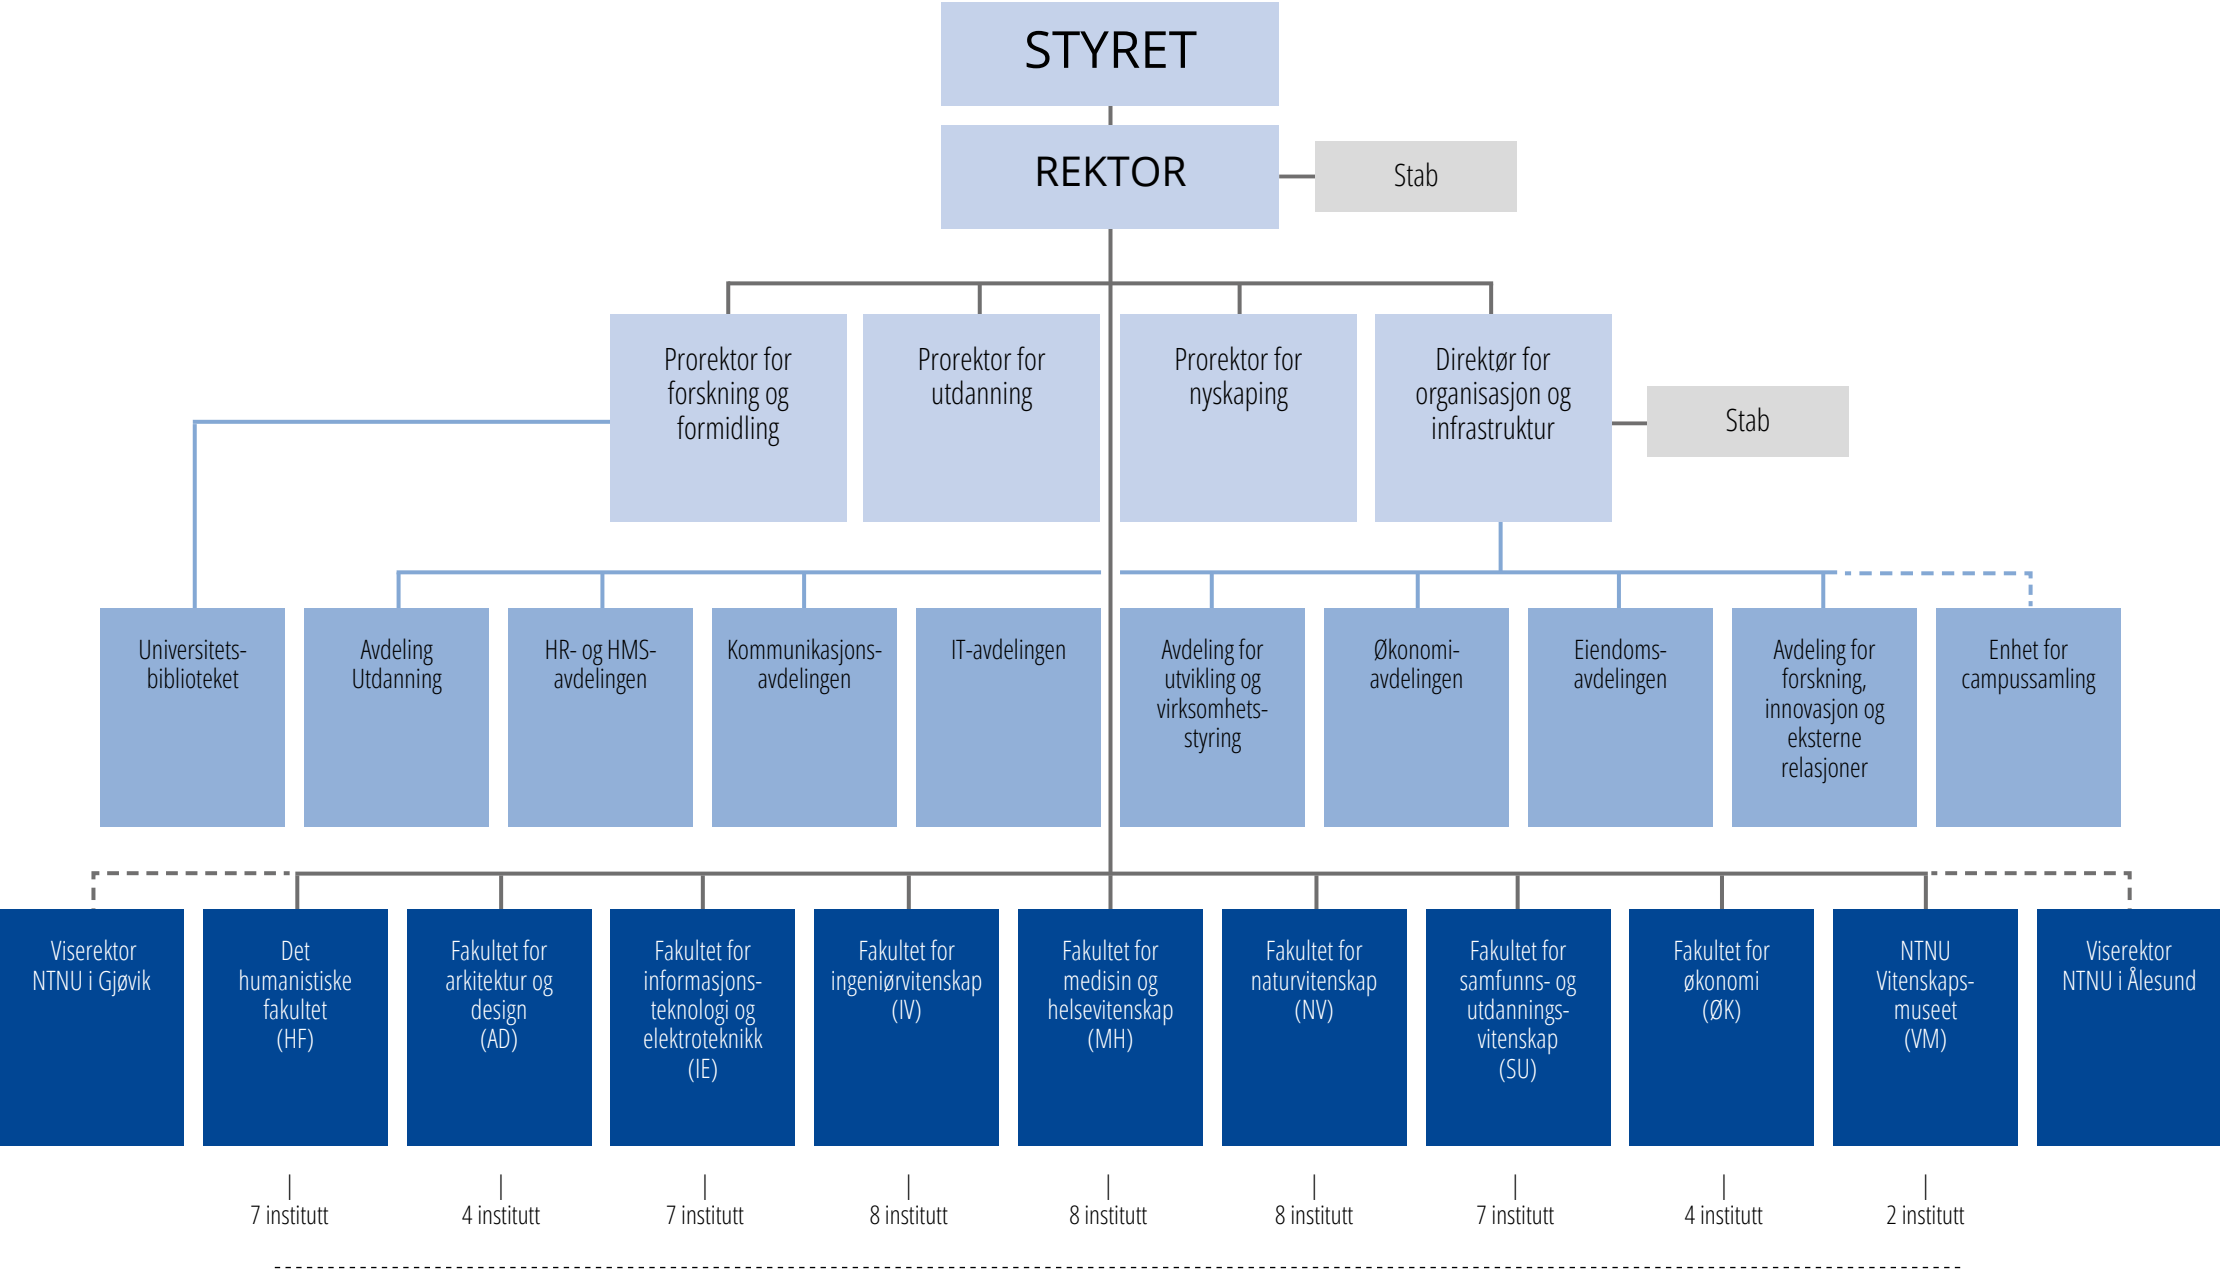 STYRET
REKTOR
Stab
Prorektor for
forskning og
formidling
Prorektor for
utdanning
Prorektor for
nyskaping
Direktør for
organisasjon og
infrastruktur
Stab
Universitets-
biblioteket
Avdeling
Utdanning
HR- og HMS-
avdelingen
Kommunikasjons-
avdelingen
IT-avdelingen
Avdeling for
utvikling og
virksomhets-
styring
Økonomi-
avdelingen
Eiendoms-
avdelingen
Avdeling for
forskning,
innovasjon og
eksterne
relasjoner
Enhet for
campussamling
Viserektor
NTNU i Gjøvik
Det
humanistiske
fakultet
(HF)
Fakultet for
arkitektur og
design
(AD)
Fakultet for
informasjons-
teknologi og
elektroteknikk
(IE)
Fakultet for
ingeniørvitenskap
(IV)
Fakultet for
medisin og
helsevitenskap
(MH)
Fakultet for
naturvitenskap
(NV)
Fakultet for
samfunns- og
utdannings-
vitenskap
(SU)
Fakultet for
økonomi
(ØK)
NTNU
Vitenskaps-
museet
(VM)
Viserektor
NTNU i Ålesund
7 institutt
4 institutt
7 institutt
8 institutt
8 institutt
8 institutt
7 institutt
4 institutt
2 institutt